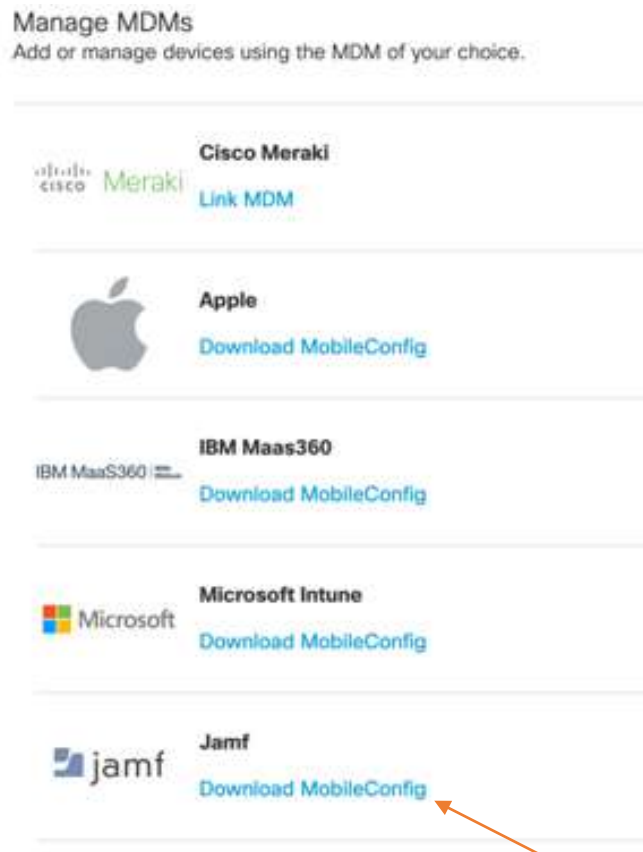 Manage MDMs
Add or manage devices using the MDM of your choice.
Cisco Meraki
cisco Meraki
Link MDM
Apple
Download MobileConfig
IBM Maas360
IBM MaaS360
Download MobileConfig
Microsoft Intune
Microsoft
Download MobileConfig
Jamf
jamf
Download MobileConfig